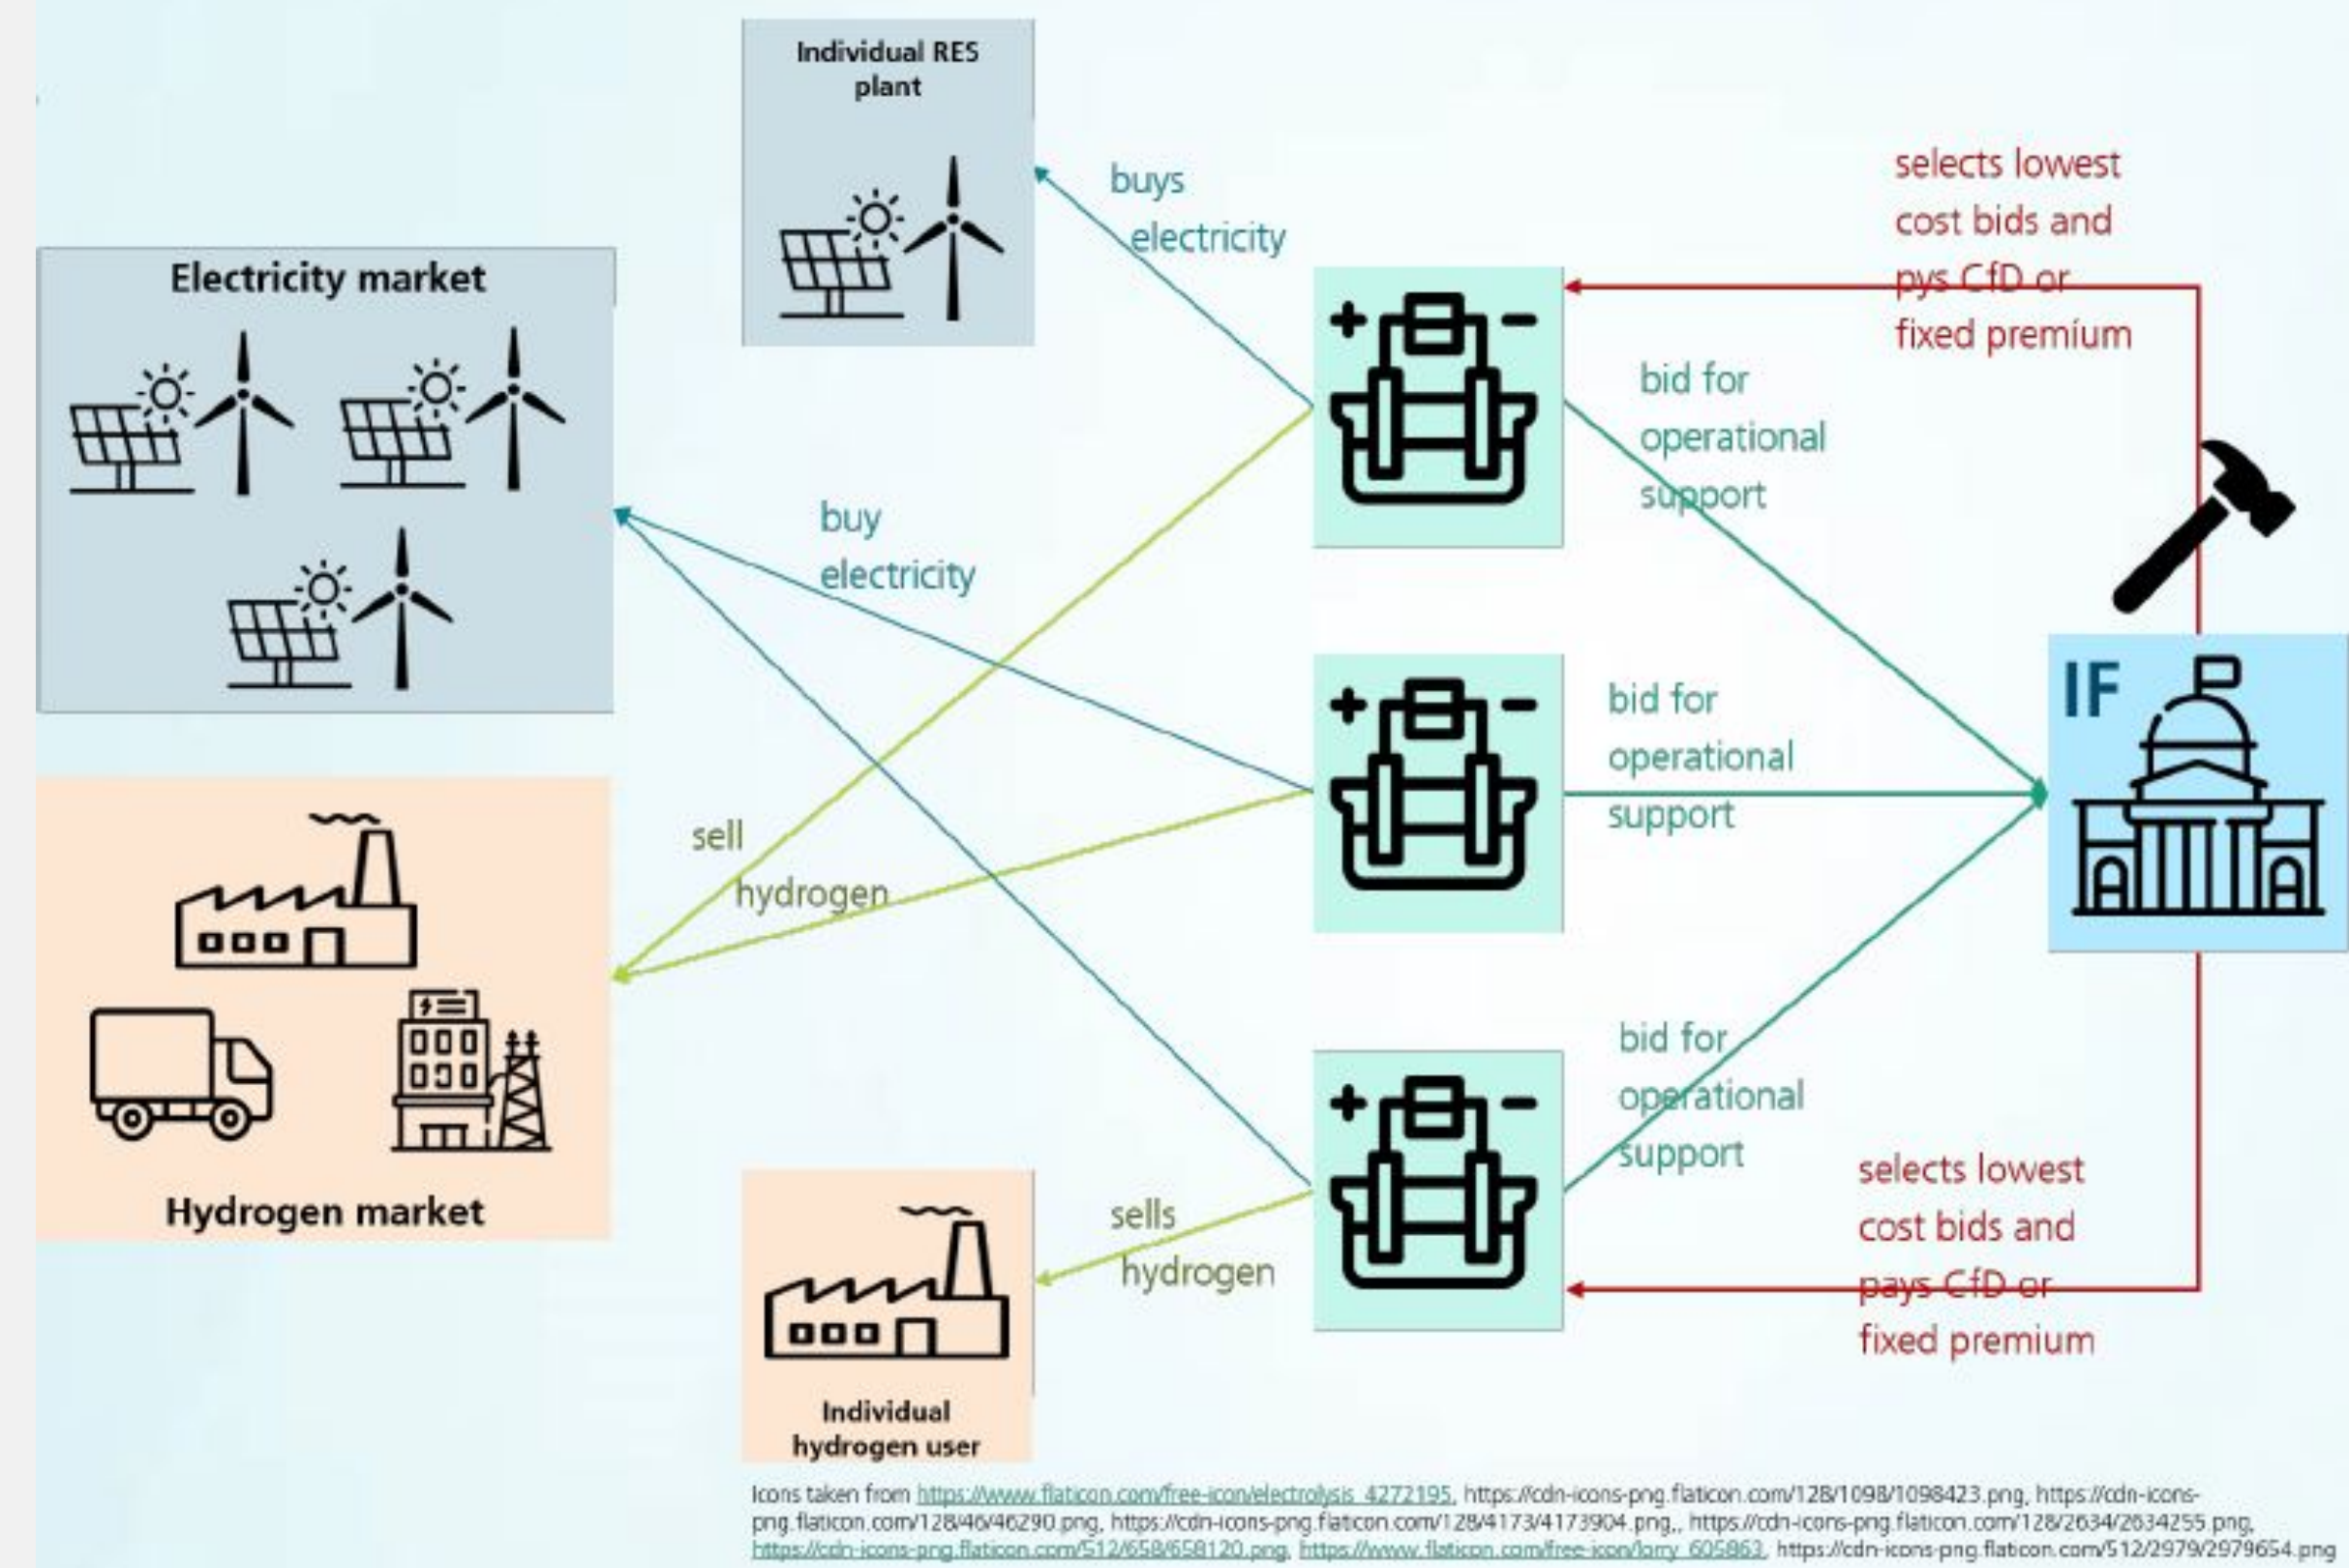 Individual RES
plant
buys
electricity
selects lowest
cost bids and
pys CfD or
fixed premium
Electricity market
bid for
operational
support
buy
electricity
IF
bid for
operational
support
sell
hydrogen
bid for
operational
support
Hydrogen market
sells
hydrogen
selects lowest
cost bids and
pays CfD or
fixed premium
Individual
hydrogen user
Icons taken from https://www.flaticon.com/free-icon/electrolysis_4272195, https://cdn-icons-png.flaticon.com/128/1098/1098423.png, https://cdn-icons-
png.flaticon.com/128/46/46290.png, https://cdn-icons-png.flaticon.com/128/4173/4173904.png,, https://cdn-icons-png.flaticon.com/128/2634/2634255.png,
https://cdn-icons-png.flaticon.com/512/658/658120.png, https://www.flaticon.com/free-icon/lorry_605863, https://cdn-icons-png.flaticon.com/512/2979/2979654.png